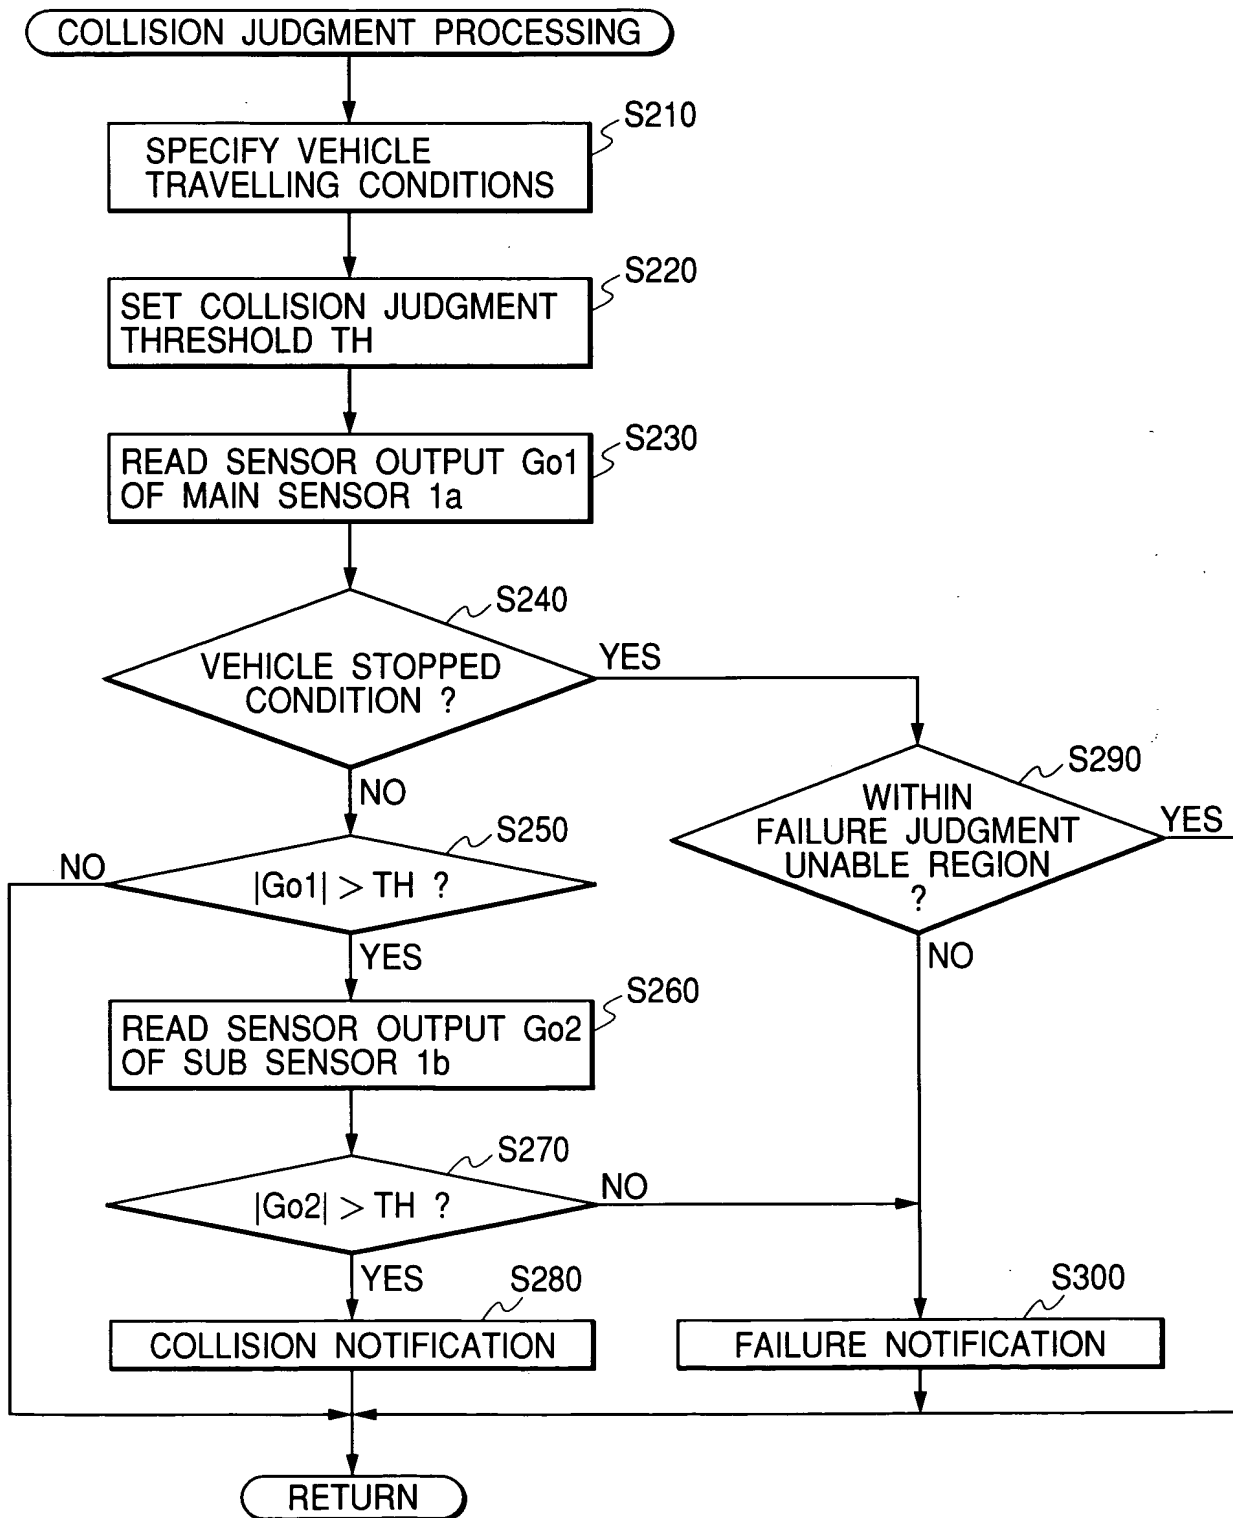 COLLISION JUDGMENT PROCESSING
S210
SPECIFY VEHICLE
TRAVELLING CONDITIONS
S220
SET COLLISION JUDGMENT
THRESHOLD TH
S230
READ SENSOR OUTPUT Go1
OF MAIN SENSOR 1a
S240
VEHICLE STOPPED
CONDITION ?
YES
NO
S290
WITHIN
FAILURE JUDGMENT
UNABLE REGION
?
YES
NO
S250
|Go1| > TH ?
NO
YES
S260
READ SENSOR OUTPUT Go2
OF SUB SENSOR 1b
S270
|Go2| > TH ?
NO
YES
S280
COLLISION NOTIFICATION
S300
FAILURE NOTIFICATION
RETURN